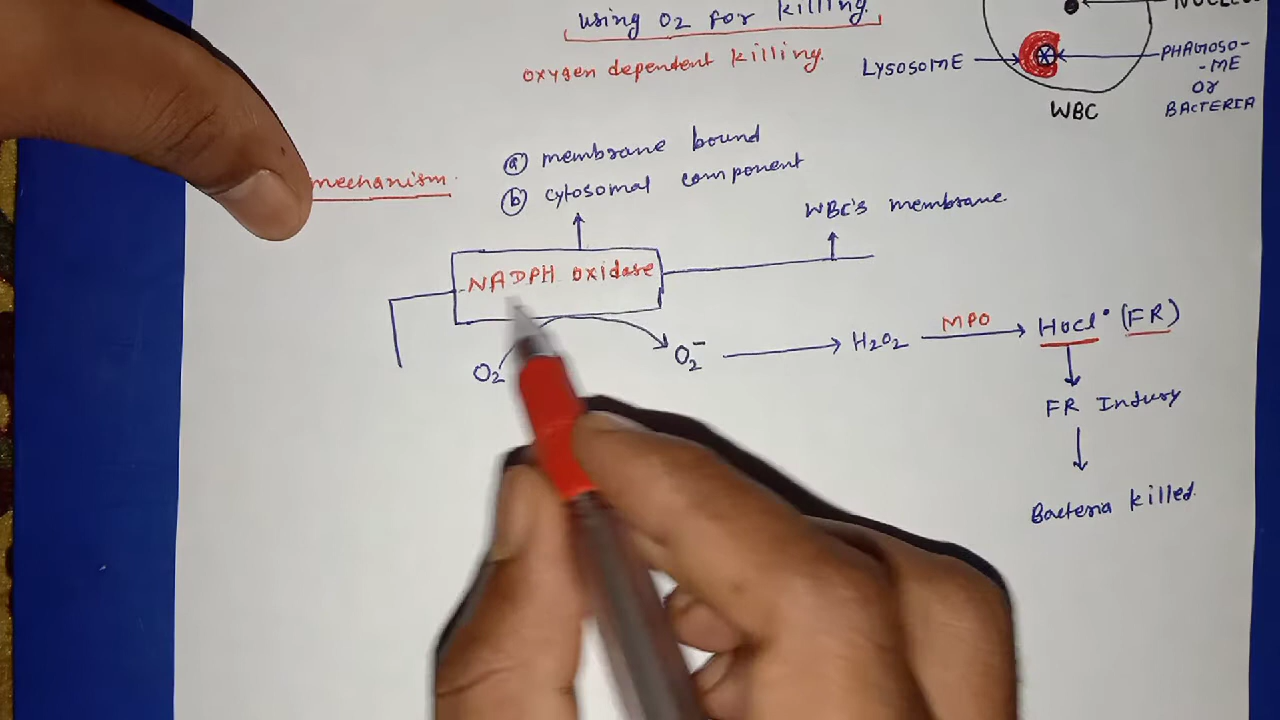 using O2 for killing.
oxygen dependent killing.
LYSOSOME
PHAGOSO-
-ME
OR
BACTERIA
WBC
mechanism.
(a) membrane bound
(b) cytosomal component
WBC's membrane.
NADPH oxidase
O2
O2⁻
H2O2
MPO
Hocl• (FR)
FR Injury
Bacteria killed.